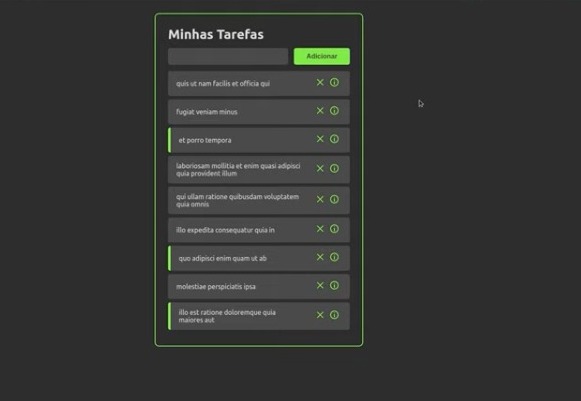 Minhas Tarefas
Adicionar
quis ut nam facilis et officia qui
fugiat veniam minus
et porro tempora
laboriosam mollitia et enim quasi adipisci
quia provident illum
qui ullam ratione quibusdam voluptatem
quia omnis
illo expedita consequatur quia in
quo adipisci enim quam ut ab
molestiae perspiciatis ipsa
illo est ratione doloremque quia
maiores aut